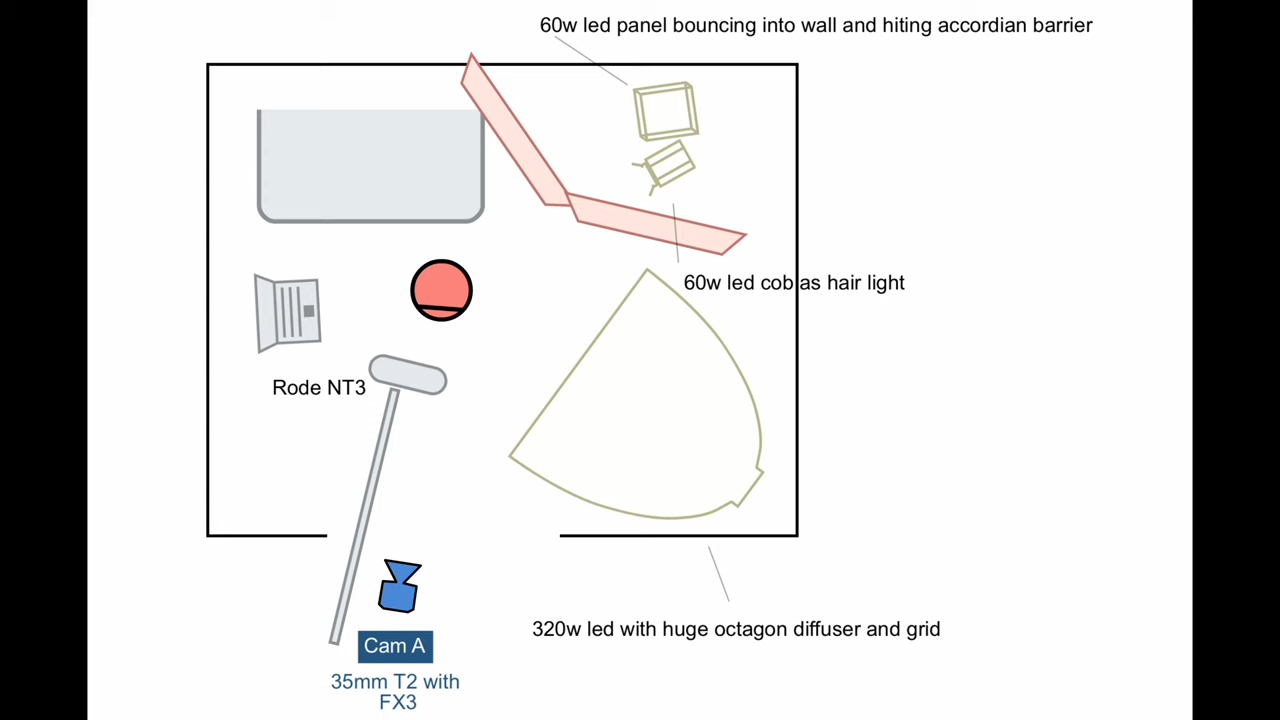 60w led panel bouncing into wall and hiting accordian barrier
60w led cob as hair light
Rode NT3
320w led with huge octagon diffuser and grid
Cam A
35mm T2 with
FX3